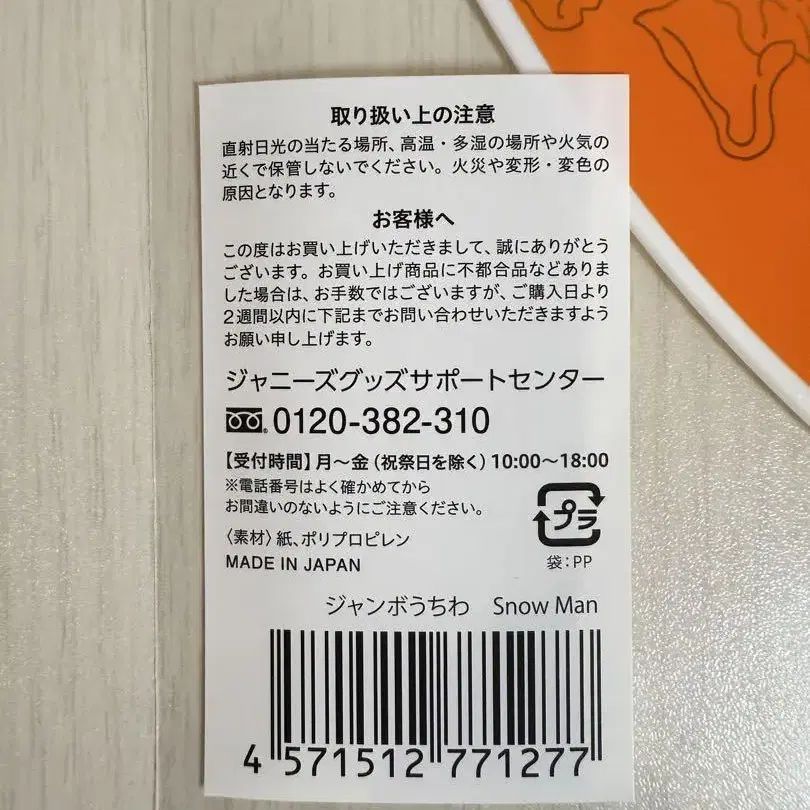 取り扱い上の注意
直射日光の当たる場所、高温・多湿の場所や火気の
近くで保管しないでください。火災や変形・変色の
原因となります。
お客様へ
この度はお買い上げいただきまして、誠にありがとう
ございます。お買い上げ商品に不都合品などありま
した場合は、お手数ではございますが、ご購入日より
2週間以内に下記までお問い合わせいただきますよう
お願い申し上げます。
ジャニーズグッズサポートセンター
0120-382-310
【受付時間】月〜金（祝祭日を除く）10:00〜18:00
※電話番号はよく確かめてから
お間違いのないようにご注意ください。
〈素材〉紙、ポリプロピレン
MADE IN JAPAN
プラ
袋：PP
ジャンボうちわ　Snow Man
4 571512 771277